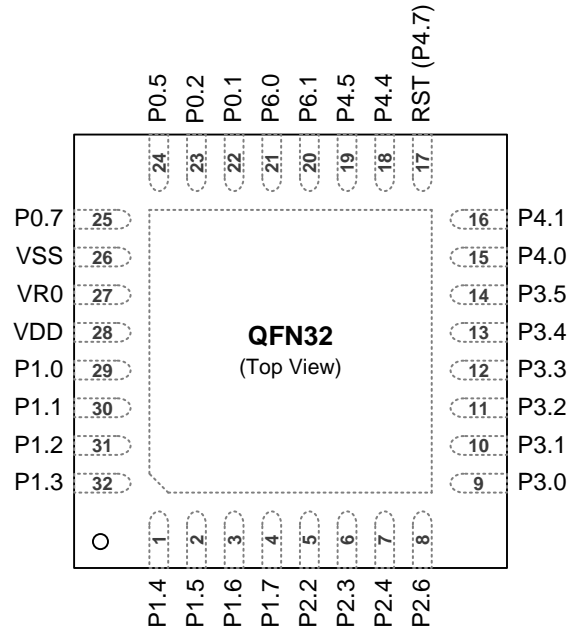 P0.5
P0.2
P0.1
P6.0
P6.1
P4.5
P4.4
RST (P4.7)
24
23
22
21
20
19
18
17
P0.7 25
VSS 26
VR0 27
VDD 28
P1.0 29
P1.1 30
P1.2 31
P1.3 32
QFN32
(Top View)
16 P4.1
15 P4.0
14 P3.5
13 P3.4
12 P3.3
11 P3.2
10 P3.1
9 P3.0
1
2
3
4
5
6
7
8
P1.4
P1.5
P1.6
P1.7
P2.2
P2.3
P2.4
P2.6